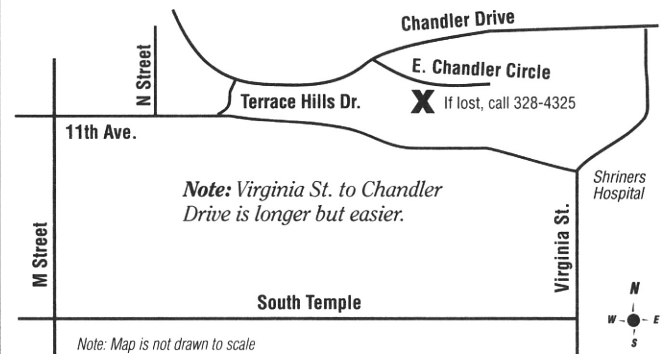 Chandler Drive
N Street
E. Chandler Circle
Terrace Hills Dr.
X If lost, call 328-4325
11th Ave.
Note: Virginia St. to Chandler
Drive is longer but easier.
Shriners
Hospital
M Street
Virginia St.
South Temple
N
W E
S
Note: Map is not drawn to scale